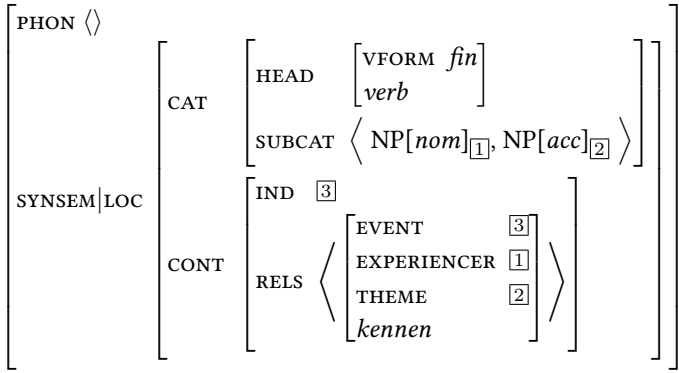 PHON ⟨⟩
SYNSEM|LOC
CAT
HEAD
VFORM fin
verb
SUBCAT ⟨ NP[nom]1, NP[acc]2 ⟩
CONT
IND 3
RELS
EVENT 3
EXPERIENCER 1
THEME 2
kennen